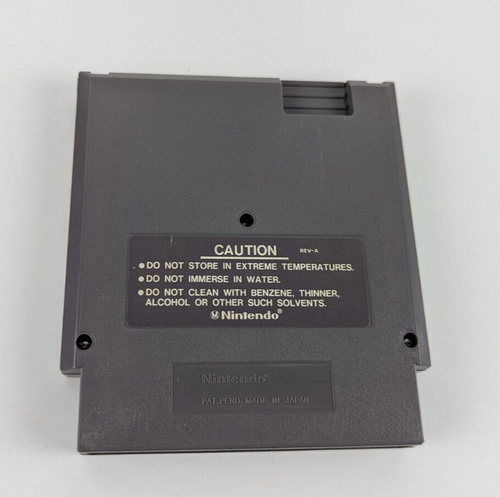 CAUTION REV-A
●DO NOT STORE IN EXTREME TEMPERATURES.
●DO NOT IMMERSE IN WATER.
●DO NOT CLEAN WITH BENZENE, THINNER,
ALCOHOL OR OTHER SUCH SOLVENTS.
Ⓜ Nintendo®
Nintendo®
PAT. PEND. MADE IN JAPAN